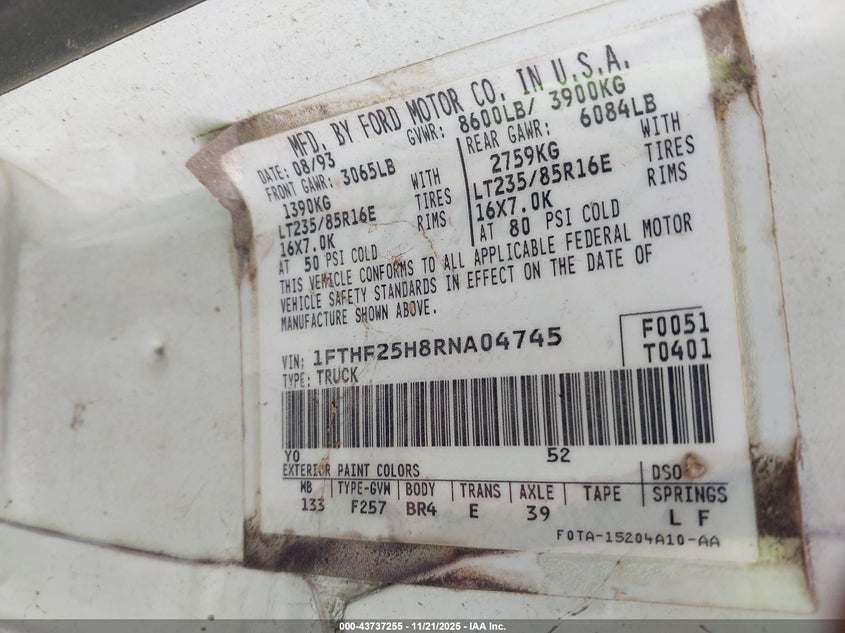 MFD. BY FORD MOTOR CO. IN U.S.A.
DATE: 08/93 GVWR: 8600LB/ 3900KG
FRONT GAWR: 3065LB REAR GAWR: 6084LB
1390KG WITH 2759KG WITH
LT235/85R16E TIRES LT235/85R16E TIRES
16X7.0K RIMS 16X7.0K RIMS
AT 50 PSI COLD AT 80 PSI COLD
THIS VEHICLE CONFORMS TO ALL APPLICABLE FEDERAL MOTOR
VEHICLE SAFETY STANDARDS IN EFFECT ON THE DATE OF
MANUFACTURE SHOWN ABOVE.
VIN: 1FTHF25H8RNA04745 F0051
TYPE: TRUCK T0401
YO 52
EXTERIOR PAINT COLORS DSO
WB TYPE-GVW BODY TRANS AXLE TAPE SPRINGS
133 F257 BR4 E 39 L F
F0TA-15204A10-AA
000-43737255 - 11/21/2025 - IAA Inc.